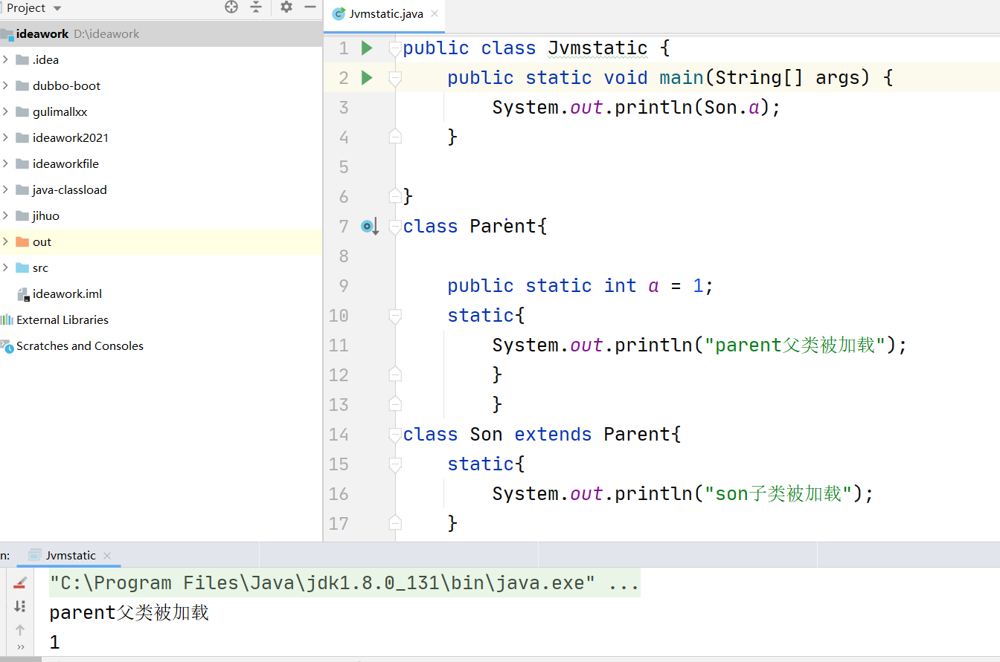 Project
Jvmstatic.java
ideawork D:\ideawork
.idea
dubbo-boot
gulimallxx
ideawork2021
ideaworkfile
java-classload
jihuo
out
src
ideawork.iml
External Libraries
Scratches and Consoles
1 public class Jvmstatic {
2 public static void main(String[] args) {
3 System.out.println(Son.a);
4 }
5
6 }
7 class Parent{
8
9 public static int a = 1;
10 static{
11 System.out.println("parent父类被加载");
12 }
13 }
14 class Son extends Parent{
15 static{
16 System.out.println("son子类被加载");
17 }
n: Jvmstatic
"C:\Program Files\Java\jdk1.8.0_131\bin\java.exe" ...
parent父类被加载
1